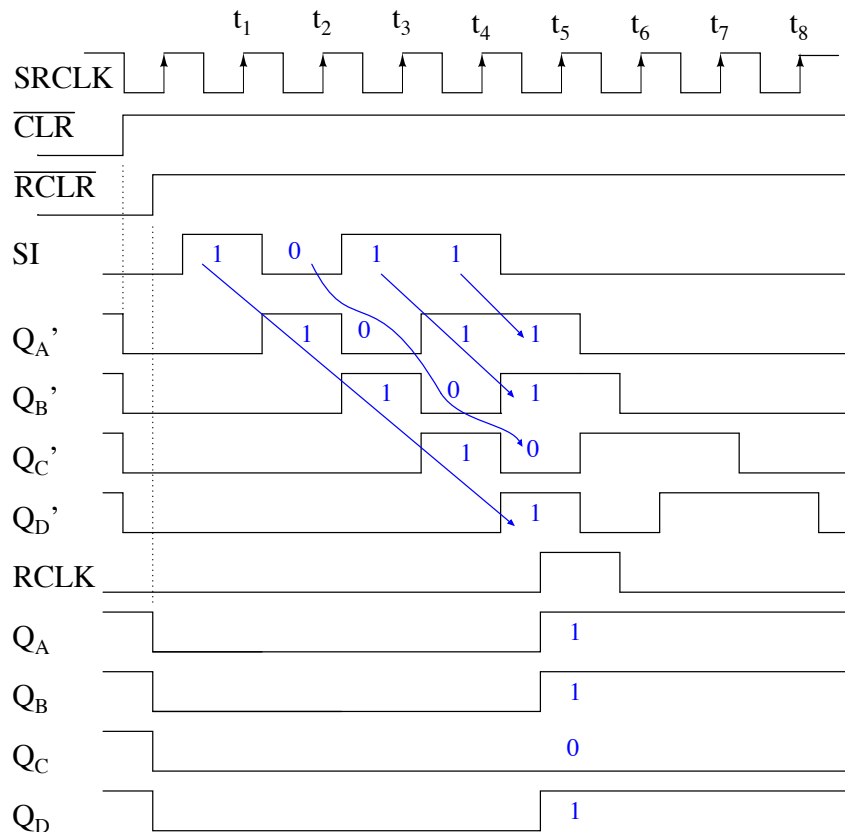 t1 t2 t3 t4 t5 t6 t7 t8
SRCLK
CLR
RCLR
SI 1 0 1 1
QA’ 1 0 1 1
QB’ 1 0 1
QC’ 1 0
QD’ 1
RCLK
QA 1
QB 1
QC 0
QD 1